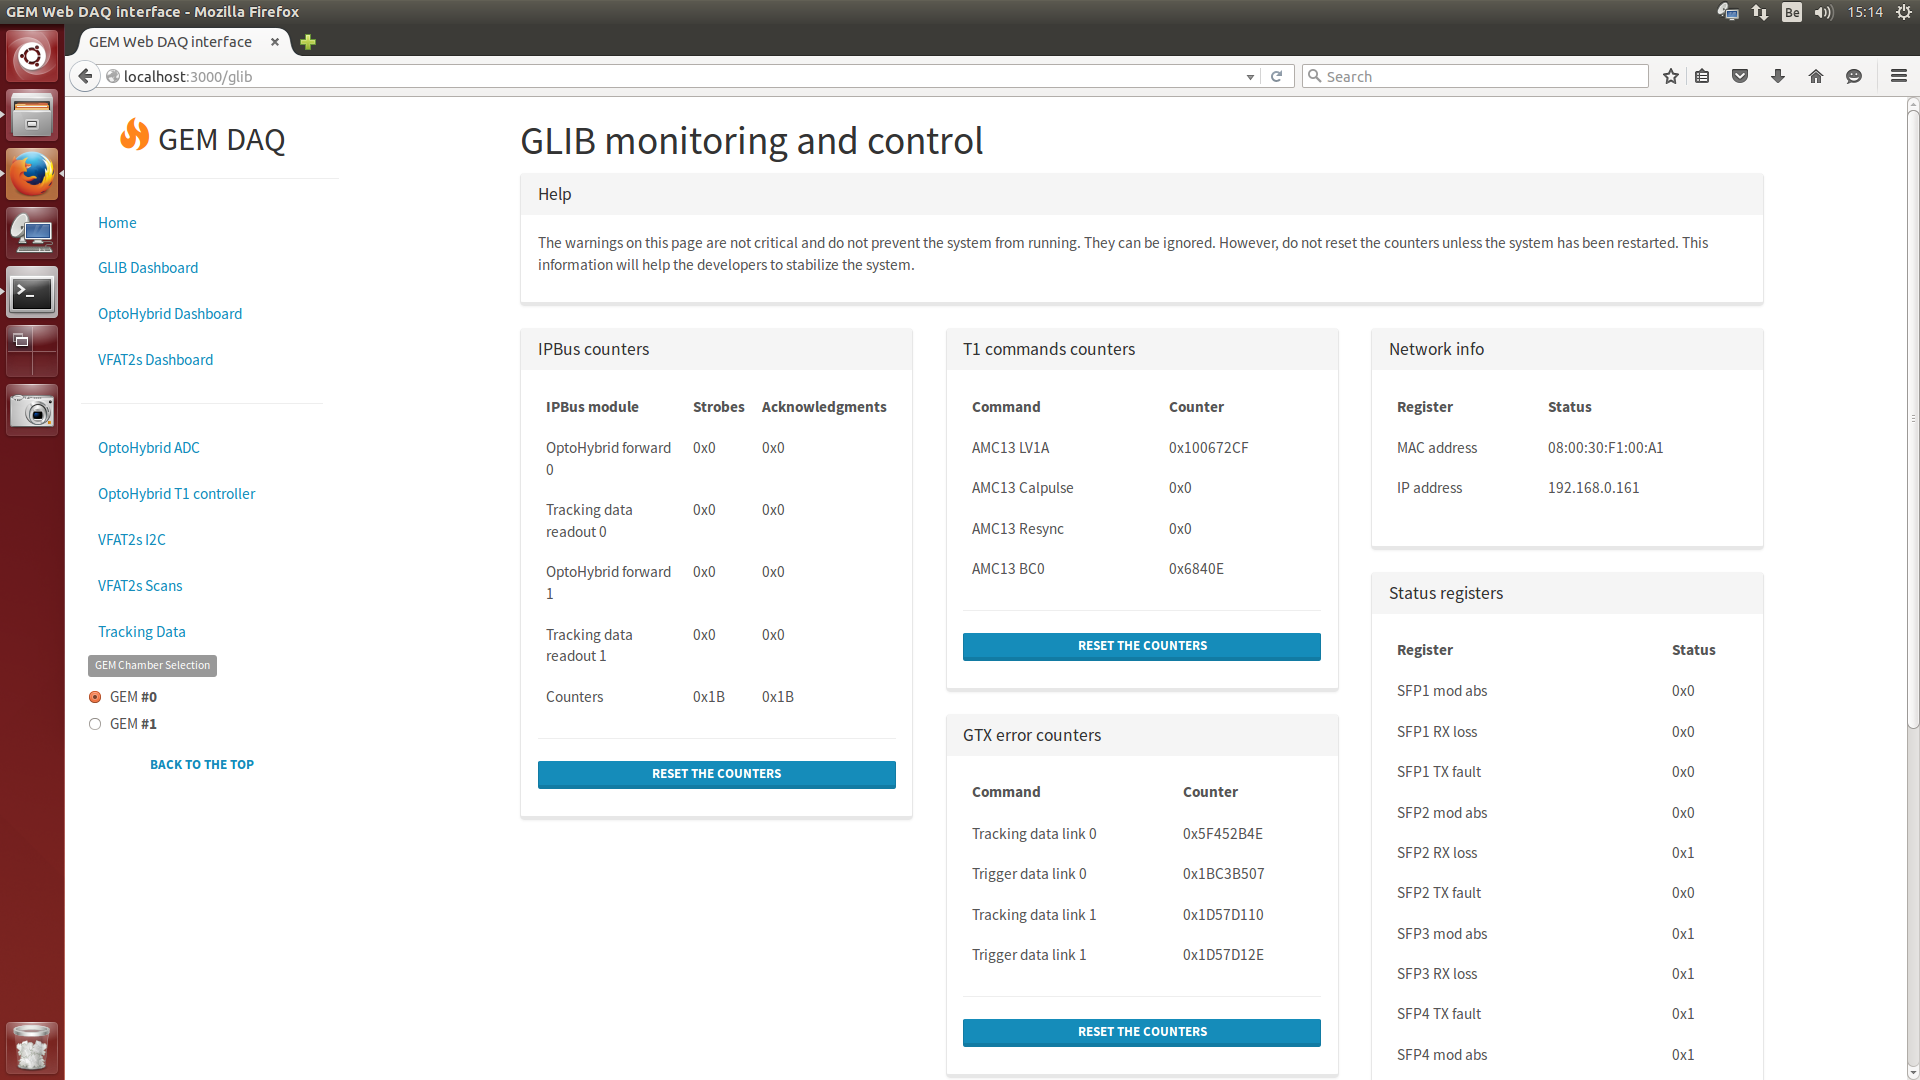 GEM Web DAQ interface - Mozilla Firefox
Be
15:14
GEM Web DAQ interface
localhost:3000/glib
Search
GEM DAQ
Home
GLIB Dashboard
OptoHybrid Dashboard
VFAT2s Dashboard
OptoHybrid ADC
OptoHybrid T1 controller
VFAT2s I2C
VFAT2s Scans
Tracking Data
GEM Chamber Selection
GEM #0
GEM #1
BACK TO THE TOP
GLIB monitoring and control
Help
The warnings on this page are not critical and do not prevent the system from running. They can be ignored. However, do not reset the counters unless the system has been restarted. This
information will help the developers to stabilize the system.
IPBus counters
IPBus module Strobes Acknowledgments
OptoHybrid forward 0x0 0x0
0
Tracking data 0x0 0x0
readout 0
OptoHybrid forward 0x0 0x0
1
Tracking data 0x0 0x0
readout 1
Counters 0x1B 0x1B
RESET THE COUNTERS
T1 commands counters
Command Counter
AMC13 LV1A 0x100672CF
AMC13 Calpulse 0x0
AMC13 Resync 0x0
AMC13 BC0 0x6840E
RESET THE COUNTERS
GTX error counters
Command Counter
Tracking data link 0 0x5F452B4E
Trigger data link 0 0x1BC3B507
Tracking data link 1 0x1D57D110
Trigger data link 1 0x1D57D12E
RESET THE COUNTERS
Network info
Register Status
MAC address 08:00:30:F1:00:A1
IP address 192.168.0.161
Status registers
Register Status
SFP1 mod abs 0x0
SFP1 RX loss 0x0
SFP1 TX fault 0x0
SFP2 mod abs 0x0
SFP2 RX loss 0x1
SFP2 TX fault 0x0
SFP3 mod abs 0x1
SFP3 RX loss 0x1
SFP4 TX fault 0x1
SFP4 mod abs 0x1